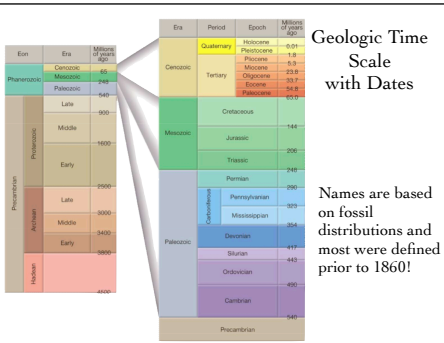 Geologic Time
Scale
with Dates
Names are based
on fossil
distributions and
most were defined
prior to 1860!
Eon Era Millions of years ago
Phanerozoic
Cenozoic
65
Mesozoic
248
Paleozoic
540
Precambrian
Proterozoic
Late
900
Middle
1600
Early
2500
Archean
Late
3000
Middle
3400
Early
3800
Hadean
4500
Era Period Epoch Millions of years ago
Cenozoic
Quaternary
Holocene
0.01
Pleistocene
1.8
Tertiary
Pliocene
5.3
Miocene
23.8
Oligocene
33.7
Eocene
54.8
Paleocene
65.0
Mesozoic
Cretaceous
144
Jurassic
206
Triassic
248
Paleozoic
Permian
290
Carboniferous
Pennsylvanian
323
Mississippian
354
Devonian
417
Silurian
443
Ordovician
490
Cambrian
540
Precambrian